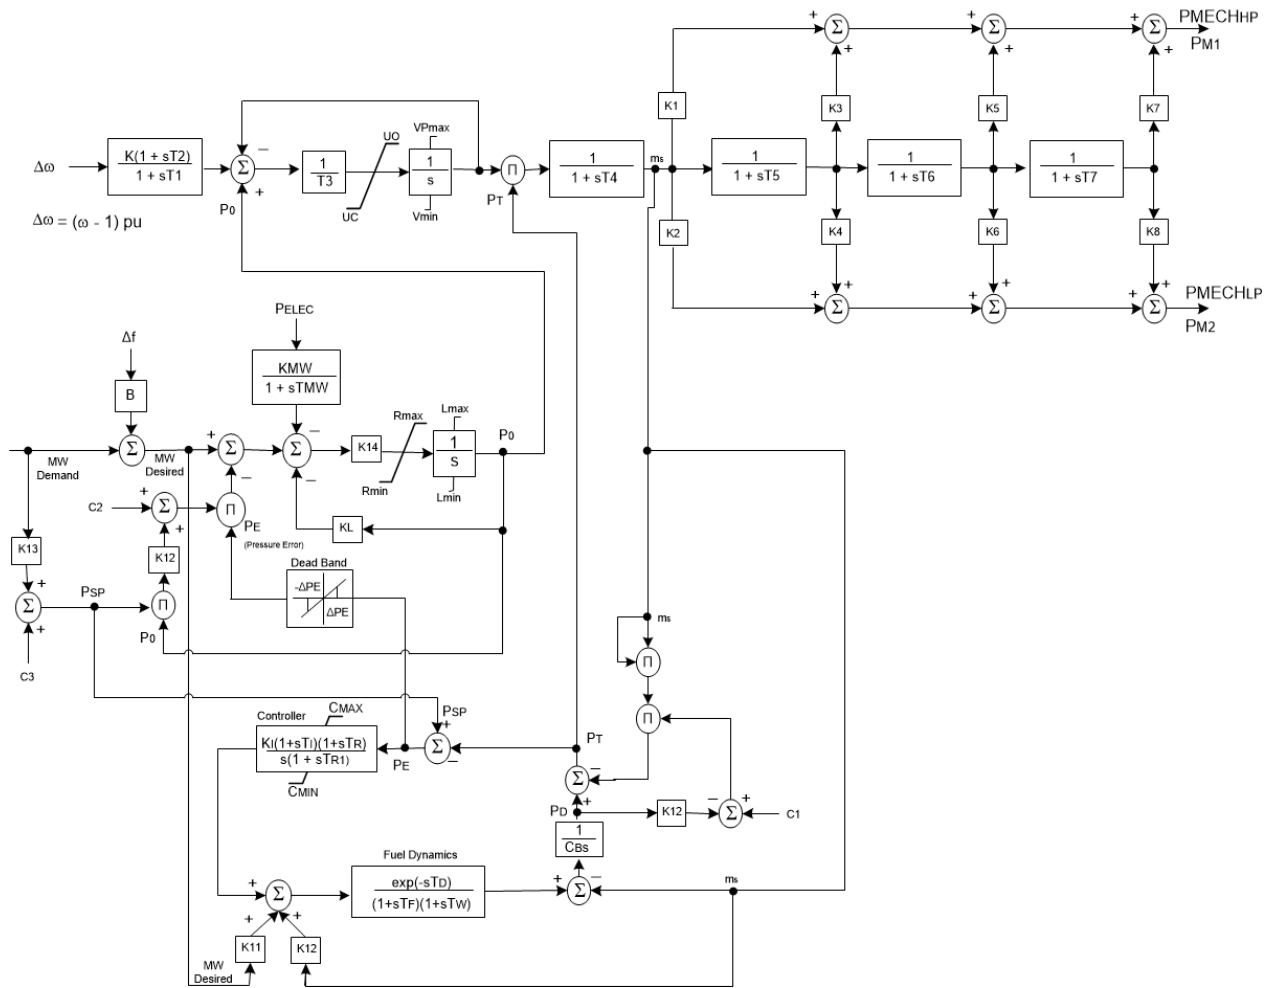 PMECHHP
PM1
K1
K3
K5
K7
Δω
K(1 + sT2)
1 + sT1
Σ
1
T3
UO
UC
VPmax
1
s
Vmin
Π
PT
1
1 + sT4
ms
1
1 + sT5
1
1 + sT6
1
1 + sT7
P0
Δω = (ω - 1) pu
K2
K4
K6
K8
PMECHLP
PM2
PELEC
KMW
1 + sTMW
Δf
B
MW
Demand
Σ
MW
Desired
Σ
Σ
K14
Rmax
Rmin
Lmax
1
S
Lmin
P0
C2
Σ
Π
PE
(Pressure Error)
KL
K13
K12
Dead Band
-ΔPE
ΔPE
Σ
PSP
Π
P0
C3
ms
Π
Π
Controller
CMAX
KI(1+sTI)(1+sTR)
s(1 + sTR1)
CMIN
PE
PSP
Σ
PT
Σ
PD
K12
Σ
C1
1
CBs
Fuel Dynamics
exp(-sTD)
(1+sTF)(1+sTW)
Σ
Σ
ms
K11
K12
MW
Desired